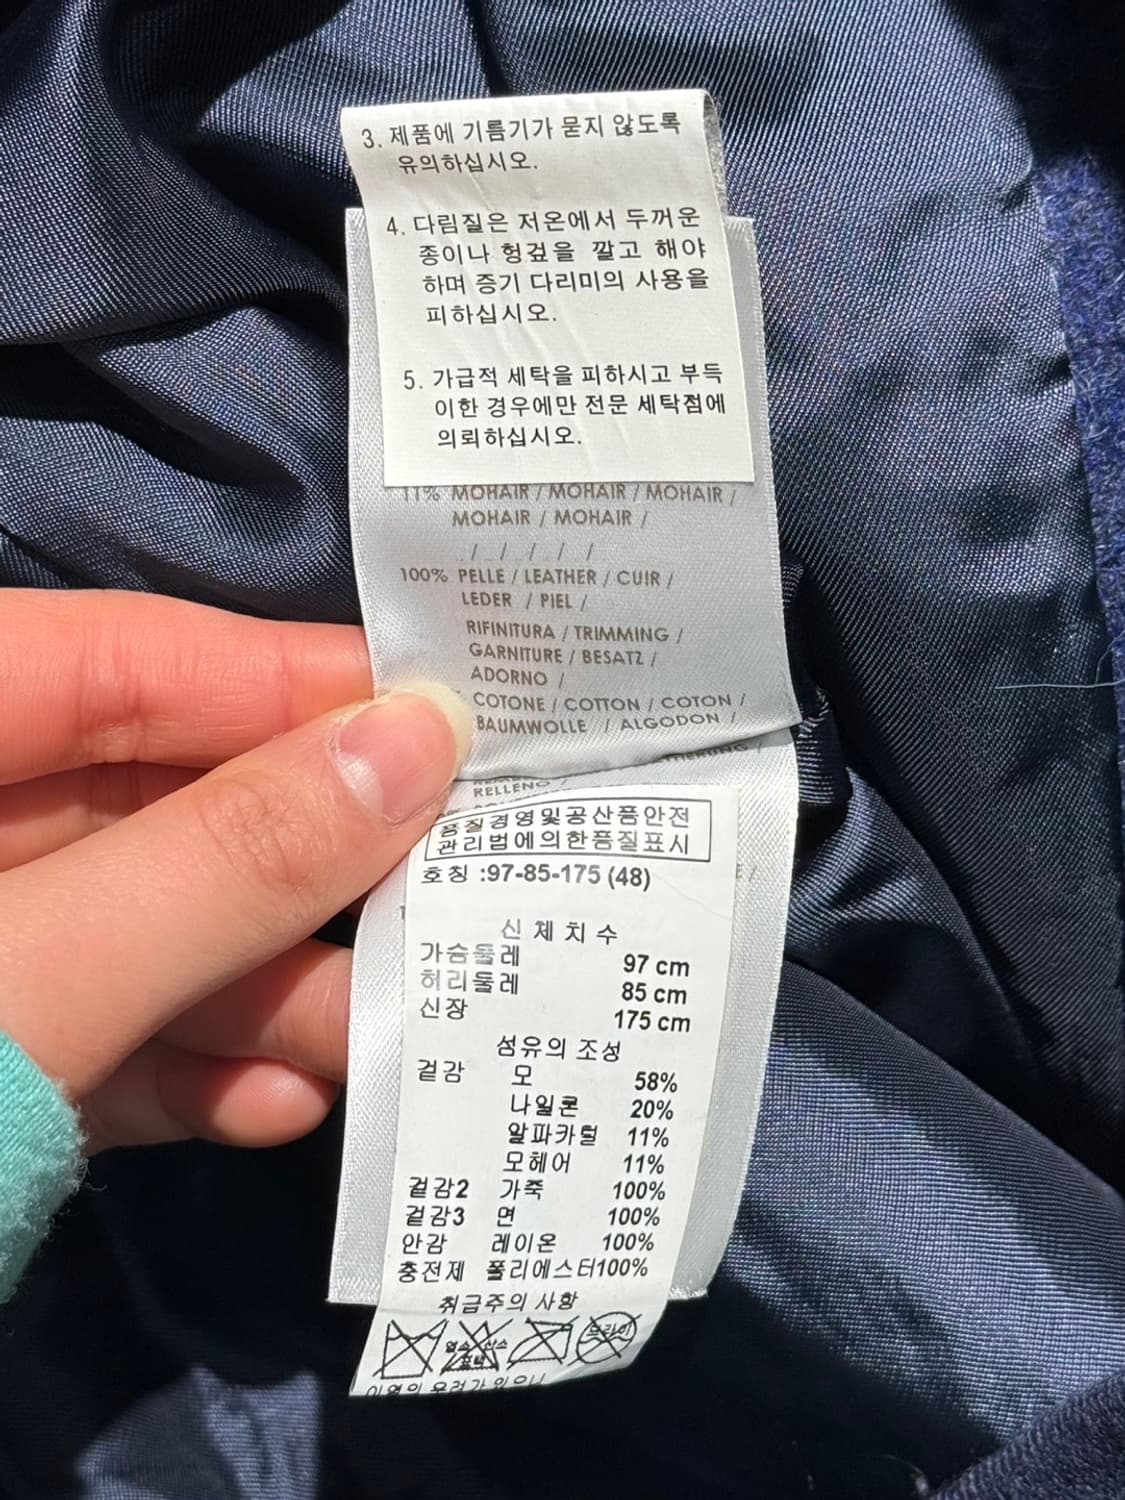 3. 제품에 기름기가 묻지 않도록
유의하십시오.
4. 다림질은 저온에서 두꺼운
종이나 헝겊을 깔고 해야
하며 증기 다리미의 사용을
피하십시오.
5. 가급적 세탁을 피하시고 부득
이한 경우에만 전문 세탁점에
의뢰하십시오.
11% MOHAIR / MOHAIR / MOHAIR /
MOHAIR / MOHAIR /
/ / / / /
100% PELLE / LEATHER / CUIR /
LEDER / PIEL /
RIFINITURA / TRIMMING /
GARNITURE / BESATZ /
ADORNO /
COTONE / COTTON / COTON /
BAUMWOLLE / ALGODON /
RELLENO /
품질경영및공산품안전
관리법에의한품질표시
호칭 :97-85-175 (48)
신 체 치 수
가슴둘레 97 cm
허리둘레 85 cm
신장 175 cm
섬유의 조성
겉감 모 58%
나일론 20%
알파카털 11%
모헤어 11%
겉감2 가죽 100%
겉감3 면 100%
안감 레이온 100%
충전제 폴리에스터100%
취급주의 사항
염소 산소
표백
드라이